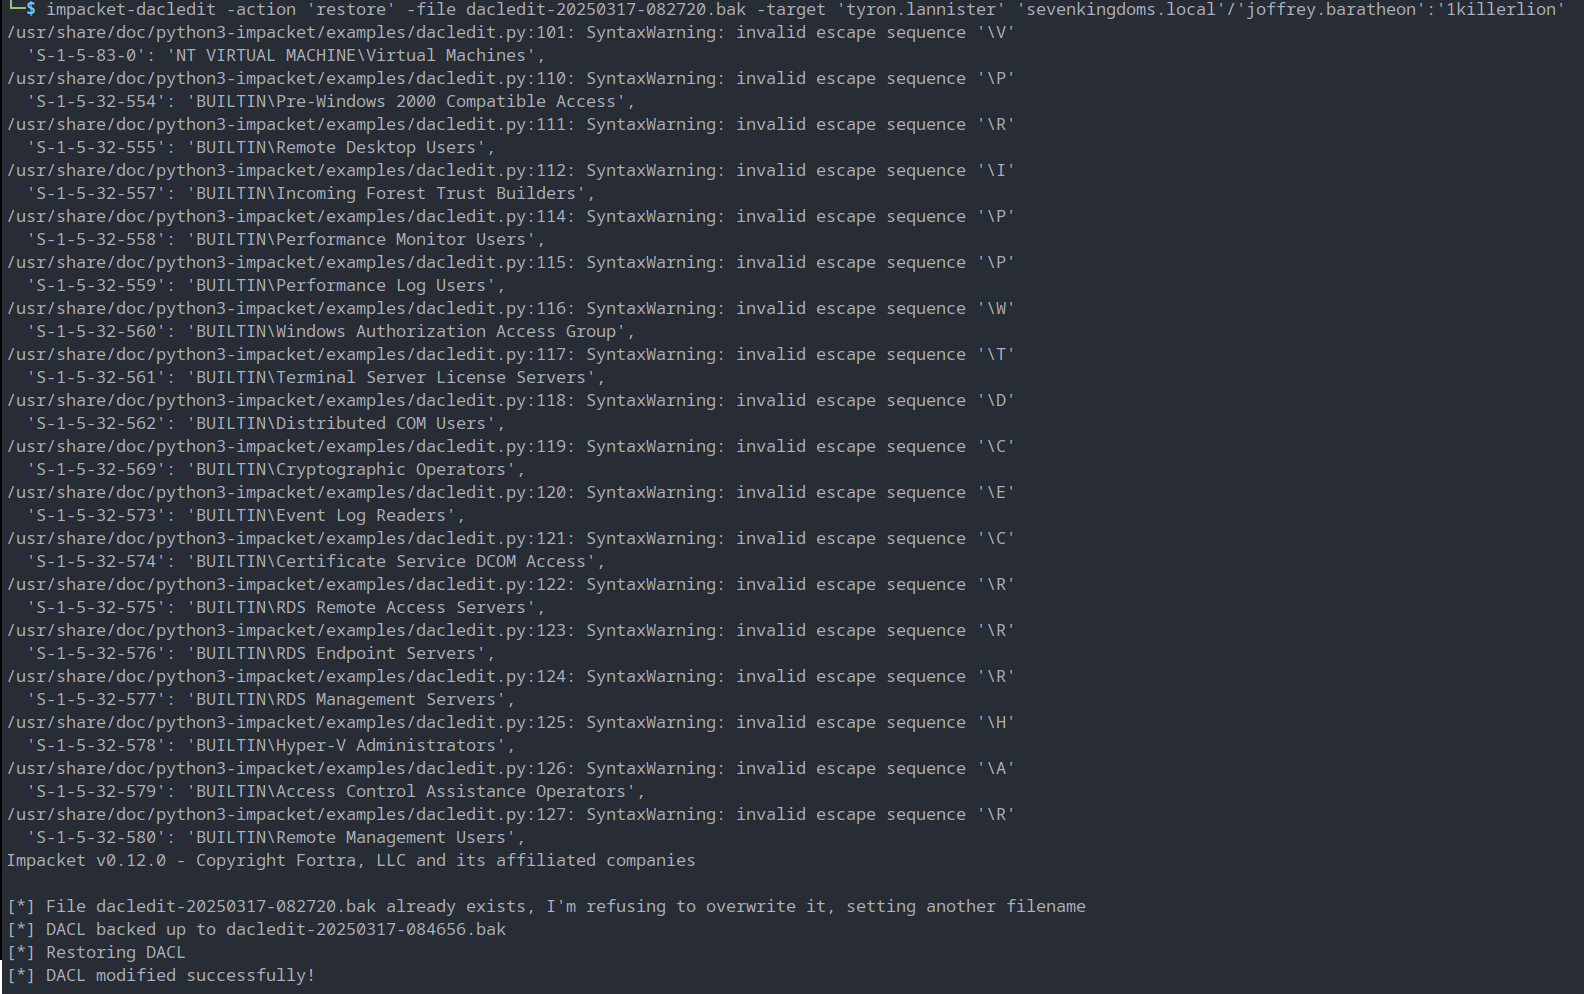 └─$ impacket-dacledit -action 'restore' -file dacledit-20250317-082720.bak -target 'tyron.lannister' 'sevenkingdoms.local'/'joffrey.baratheon':'1killerlion'
/usr/share/doc/python3-impacket/examples/dacledit.py:101: SyntaxWarning: invalid escape sequence '\V'
  'S-1-5-83-0': 'NT VIRTUAL MACHINE\Virtual Machines',
/usr/share/doc/python3-impacket/examples/dacledit.py:110: SyntaxWarning: invalid escape sequence '\P'
  'S-1-5-32-554': 'BUILTIN\Pre-Windows 2000 Compatible Access',
/usr/share/doc/python3-impacket/examples/dacledit.py:111: SyntaxWarning: invalid escape sequence '\R'
  'S-1-5-32-555': 'BUILTIN\Remote Desktop Users',
/usr/share/doc/python3-impacket/examples/dacledit.py:112: SyntaxWarning: invalid escape sequence '\I'
  'S-1-5-32-557': 'BUILTIN\Incoming Forest Trust Builders',
/usr/share/doc/python3-impacket/examples/dacledit.py:114: SyntaxWarning: invalid escape sequence '\P'
  'S-1-5-32-558': 'BUILTIN\Performance Monitor Users',
/usr/share/doc/python3-impacket/examples/dacledit.py:115: SyntaxWarning: invalid escape sequence '\P'
  'S-1-5-32-559': 'BUILTIN\Performance Log Users',
/usr/share/doc/python3-impacket/examples/dacledit.py:116: SyntaxWarning: invalid escape sequence '\W'
  'S-1-5-32-560': 'BUILTIN\Windows Authorization Access Group',
/usr/share/doc/python3-impacket/examples/dacledit.py:117: SyntaxWarning: invalid escape sequence '\T'
  'S-1-5-32-561': 'BUILTIN\Terminal Server License Servers',
/usr/share/doc/python3-impacket/examples/dacledit.py:118: SyntaxWarning: invalid escape sequence '\D'
  'S-1-5-32-562': 'BUILTIN\Distributed COM Users',
/usr/share/doc/python3-impacket/examples/dacledit.py:119: SyntaxWarning: invalid escape sequence '\C'
  'S-1-5-32-569': 'BUILTIN\Cryptographic Operators',
/usr/share/doc/python3-impacket/examples/dacledit.py:120: SyntaxWarning: invalid escape sequence '\E'
  'S-1-5-32-573': 'BUILTIN\Event Log Readers',
/usr/share/doc/python3-impacket/examples/dacledit.py:121: SyntaxWarning: invalid escape sequence '\C'
  'S-1-5-32-574': 'BUILTIN\Certificate Service DCOM Access',
/usr/share/doc/python3-impacket/examples/dacledit.py:122: SyntaxWarning: invalid escape sequence '\R'
  'S-1-5-32-575': 'BUILTIN\RDS Remote Access Servers',
/usr/share/doc/python3-impacket/examples/dacledit.py:123: SyntaxWarning: invalid escape sequence '\R'
  'S-1-5-32-576': 'BUILTIN\RDS Endpoint Servers',
/usr/share/doc/python3-impacket/examples/dacledit.py:124: SyntaxWarning: invalid escape sequence '\R'
  'S-1-5-32-577': 'BUILTIN\RDS Management Servers',
/usr/share/doc/python3-impacket/examples/dacledit.py:125: SyntaxWarning: invalid escape sequence '\H'
  'S-1-5-32-578': 'BUILTIN\Hyper-V Administrators',
/usr/share/doc/python3-impacket/examples/dacledit.py:126: SyntaxWarning: invalid escape sequence '\A'
  'S-1-5-32-579': 'BUILTIN\Access Control Assistance Operators',
/usr/share/doc/python3-impacket/examples/dacledit.py:127: SyntaxWarning: invalid escape sequence '\R'
  'S-1-5-32-580': 'BUILTIN\Remote Management Users',
Impacket v0.12.0 - Copyright Fortra, LLC and its affiliated companies
[*] File dacledit-20250317-082720.bak already exists, I'm refusing to overwrite it, setting another filename
[*] DACL backed up to dacledit-20250317-084656.bak
[*] Restoring DACL
[*] DACL modified successfully!